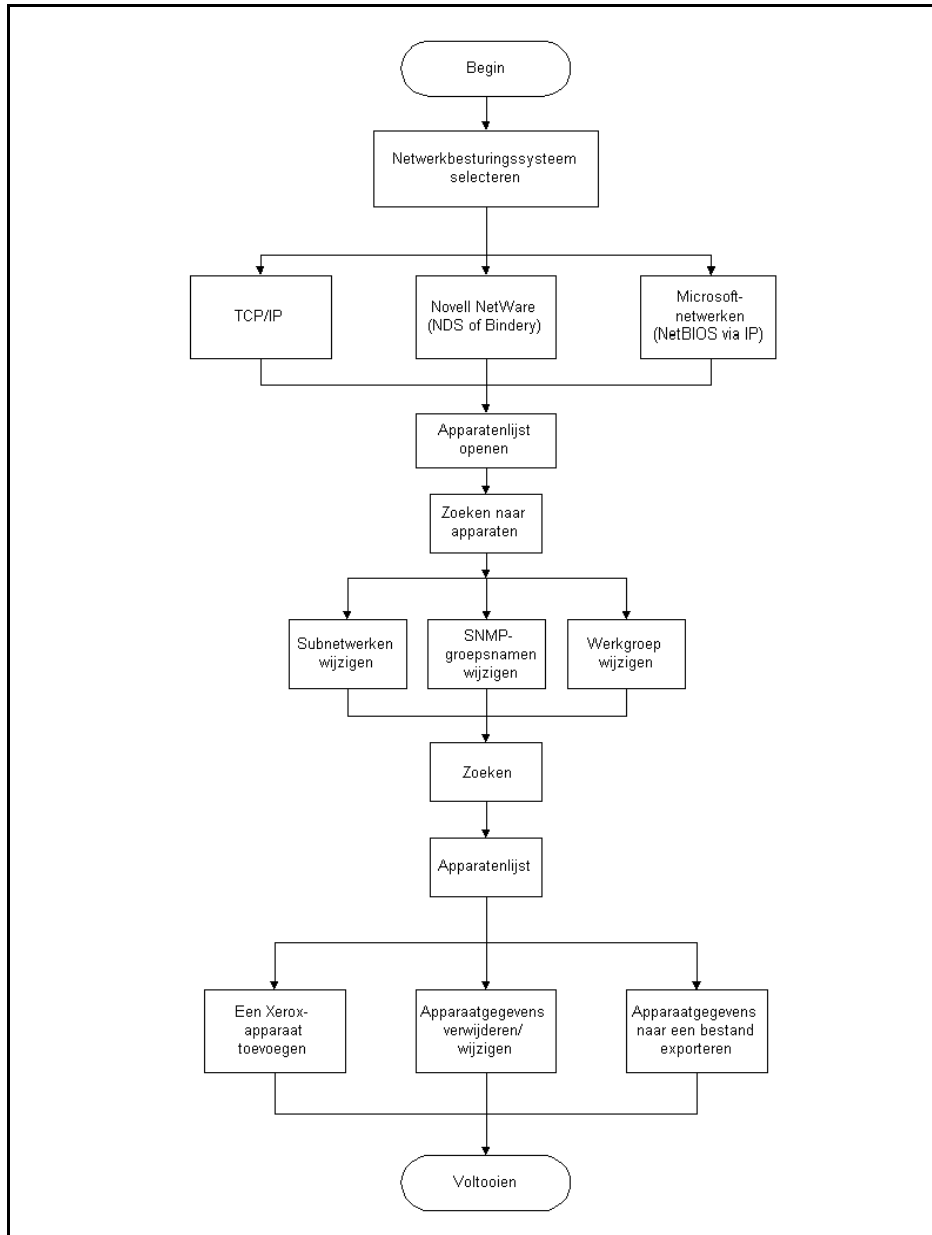 Begin
Netwerkbesturingssysteem
selecteren
TCP/IP
Novell NetWare
(NDS of Bindery)
Microsoft-
netwerken
(NetBIOS via IP)
Apparatenlijst
openen
Zoeken naar
apparaten
Subnetwerken
wijzigen
SNMP-
groepsnamen
wijzigen
Werkgroep
wijzigen
Zoeken
Apparatenlijst
Een Xerox-
apparaat
toevoegen
Apparaatgegevens
verwijderen/
wijzigen
Apparaatgegevens
naar een bestand
exporteren
Voltooien